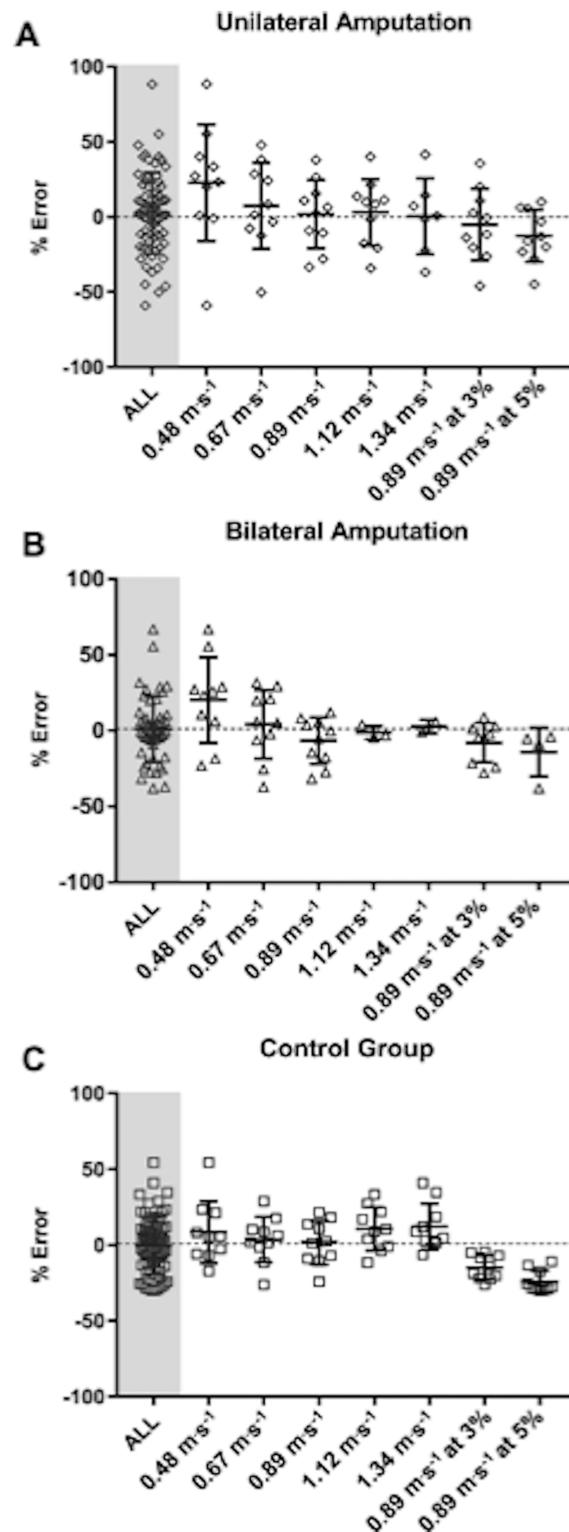 A
Unilateral Amputation
100
50
0
-50
-100
% Error
ALL
0.48 m·s⁻¹
0.67 m·s⁻¹
0.89 m·s⁻¹
1.12 m·s⁻¹
1.34 m·s⁻¹
0.89 m·s⁻¹ at 3%
0.89 m·s⁻¹ at 5%
B
Bilateral Amputation
100
50
0
-50
-100
% Error
ALL
0.48 m·s⁻¹
0.67 m·s⁻¹
0.89 m·s⁻¹
1.12 m·s⁻¹
1.34 m·s⁻¹
0.89 m·s⁻¹ at 3%
0.89 m·s⁻¹ at 5%
C
Control Group
100
50
0
-50
-100
% Error
ALL
0.48 m·s⁻¹
0.67 m·s⁻¹
0.89 m·s⁻¹
1.12 m·s⁻¹
1.34 m·s⁻¹
0.89 m·s⁻¹ at 3%
0.89 m·s⁻¹ at 5%